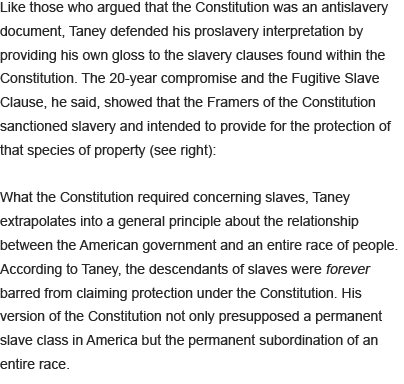 Like those who argued that the Constitution was an antislavery
document, Taney defended his proslavery interpretation by
providing his own gloss to the slavery clauses found within the
Constitution. The 20-year compromise and the Fugitive Slave
Clause, he said, showed that the Framers of the Constitution
sanctioned slavery and intended to provide for the protection of
that species of property (see right):
What the Constitution required concerning slaves, Taney
extrapolates into a general principle about the relationship
between the American government and an entire race of people.
According to Taney, the descendants of slaves were forever
barred from claiming protection under the Constitution. His
version of the Constitution not only presupposed a permanent
slave class in America but the permanent subordination of an
entire race.